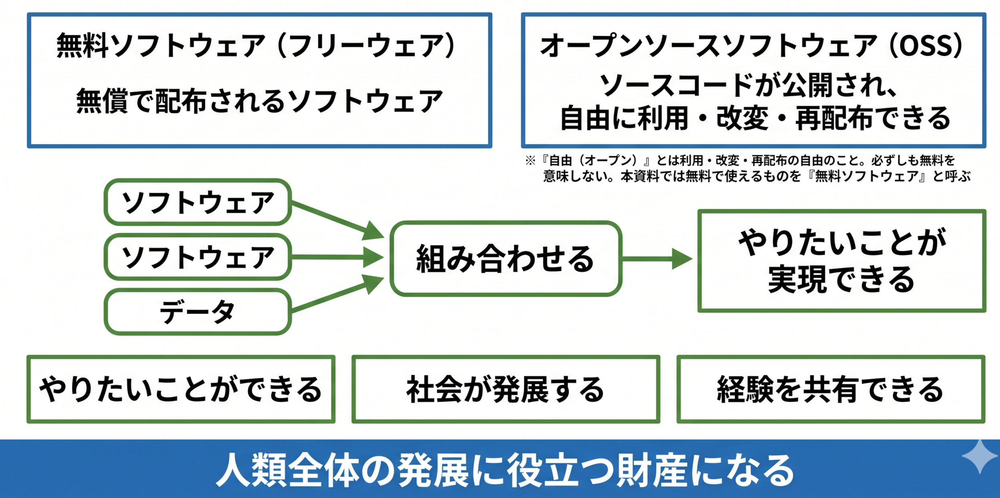 無料ソフトウェア（フリーウェア）
無償で配布されるソフトウェア
オープンソースソフトウェア（OSS）
ソースコードが公開され、
自由に利用・改変・再配布できる
※『自由（オープン）』とは利用・改変・再配布の自由のこと。必ずしも無料を
意味しない。本資料では無料で使えるものを『無料ソフトウェア』と呼ぶ
ソフトウェア
ソフトウェア
データ
組み合わせる
やりたいことが
実現できる
やりたいことができる
社会が発展する
経験を共有できる
人類全体の発展に役立つ財産になる